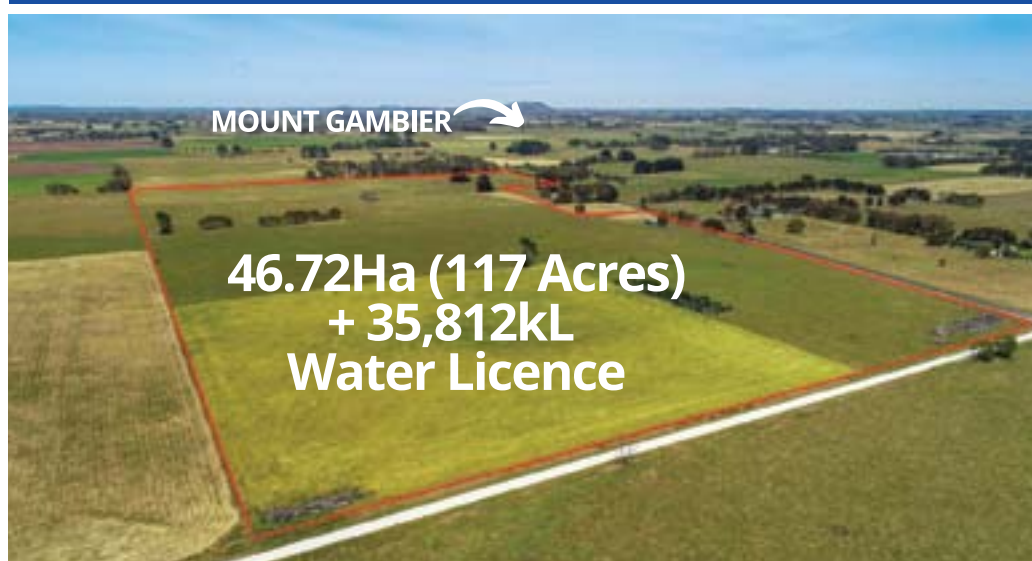 MOUNT GAMBIER
46.72Ha (117 Acres)
+ 35,812kL
Water Licence